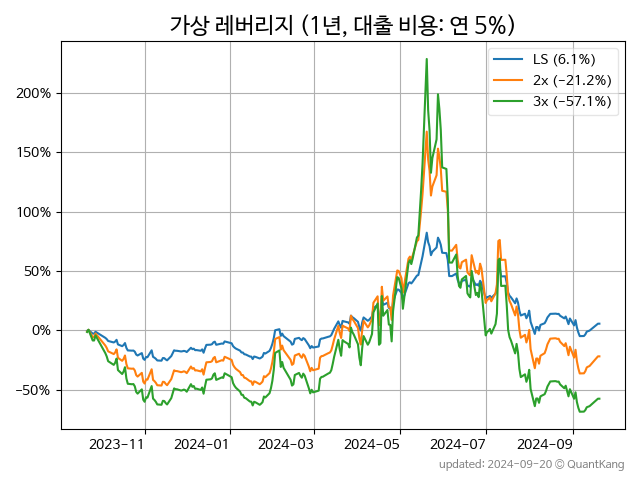 가상 레버리지 (1년, 대출 비용: 연 5%)
LS (6.1%)
2x (−21.2%)
3x (−57.1%)
200%
150%
100%
50%
0%
−50%
2023-11
2024-01
2024-03
2024-05
2024-07
2024-09
updated: 2024-09-20 © QuantKang